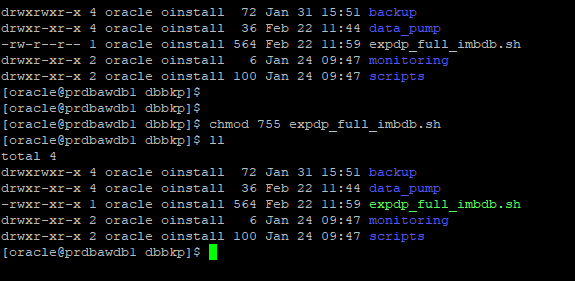 drwxrwxr-x 4 oracle oinstall  72 Jan 31 15:51 backup
drwxr-xr-x 4 oracle oinstall  36 Feb 22 11:44 data_pump
-rw-r--r-- 1 oracle oinstall 564 Feb 22 11:59 expdp_full_imbdb.sh
drwxr-xr-x 2 oracle oinstall   6 Jan 24 09:47 monitoring
drwxr-xr-x 2 oracle oinstall 100 Jan 24 09:47 scripts
[oracle@prdbawdb1 dbbkp]$
[oracle@prdbawdb1 dbbkp]$
[oracle@prdbawdb1 dbbkp]$ chmod 755 expdp_full_imbdb.sh
[oracle@prdbawdb1 dbbkp]$ ll
total 4
drwxrwxr-x 4 oracle oinstall  72 Jan 31 15:51 backup
drwxr-xr-x 4 oracle oinstall  36 Feb 22 11:44 data_pump
-rwxr-xr-x 1 oracle oinstall 564 Feb 22 11:59 expdp_full_imbdb.sh
drwxr-xr-x 2 oracle oinstall   6 Jan 24 09:47 monitoring
drwxr-xr-x 2 oracle oinstall 100 Jan 24 09:47 scripts
[oracle@prdbawdb1 dbbkp]$